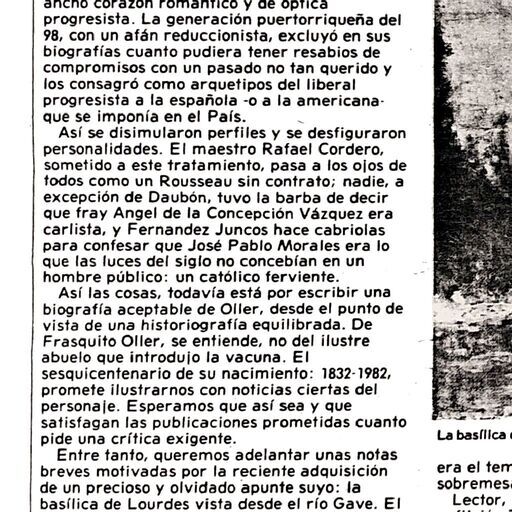 ancho corazón romántico y de óptica
progresista. La generación puertorriqueña del
98, con un afán reduccionista, excluyó en sus
biografías cuanto pudiera tener resabios de
compromisos con un pasado no tan querido y
los consagró como arquetipos del liberal
progresista a la española -o a la americana-
que se imponía en el País.
Así se disimularon perfiles y se desfiguraron
personalidades. El maestro Rafael Cordero,
sometido a este tratamiento, pasa a los ojos de
todos como un Rousseau sin contrato; nadie, a
excepción de Daubón, tuvo la barba de decir
que fray Angel de la Concepción Vázquez era
carlista, y Fernandez Juncos hace cabriolas
para confesar que José Pablo Morales era lo
que las luces del siglo no concebían en un
hombre público: un católico ferviente.
Así las cosas, todavía está por escribir una
biografía aceptable de Oller, desde el punto de
vista de una historiografía equilibrada. De
Frasquito Oller, se entiende, no del ilustre
abuelo que introdujo la vacuna. El
sesquicentenario de su nacimiento: 1832-1982,
promete ilustrarnos con noticias ciertas del
personaje. Esperamos que así sea y que
satisfagan las publicaciones prometidas cuanto
pide una crítica exigente.
Entre tanto, queremos adelantar unas notas
breves motivadas por la reciente adquisición
de un precioso y olvidado apunte suyo: la
basílica de Lourdes vista desde el río Gave. El
La basílica
era el tem
sobremesa
Lector,